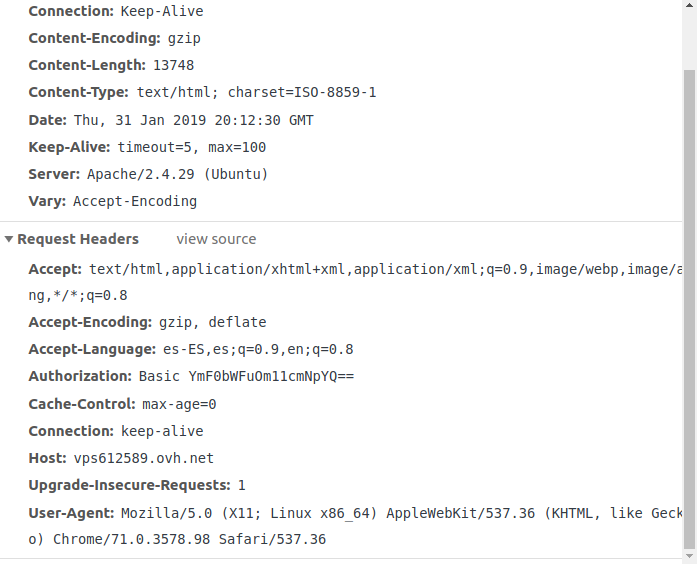 Connection: Keep-Alive
Content-Encoding: gzip
Content-Length: 13748
Content-Type: text/html; charset=ISO-8859-1
Date: Thu, 31 Jan 2019 20:12:30 GMT
Keep-Alive: timeout=5, max=100
Server: Apache/2.4.29 (Ubuntu)
Vary: Accept-Encoding
Request Headers view source
Accept: text/html,application/xhtml+xml,application/xml;q=0.9,image/webp,image/a
ng,*/*;q=0.8
Accept-Encoding: gzip, deflate
Accept-Language: es-ES,es;q=0.9,en;q=0.8
Authorization: Basic YmF0bWFuOm11cmNpYQ==
Cache-Control: max-age=0
Connection: keep-alive
Host: vps612589.ovh.net
Upgrade-Insecure-Requests: 1
User-Agent: Mozilla/5.0 (X11; Linux x86_64) AppleWebKit/537.36 (KHTML, like Geck
o) Chrome/71.0.3578.98 Safari/537.36